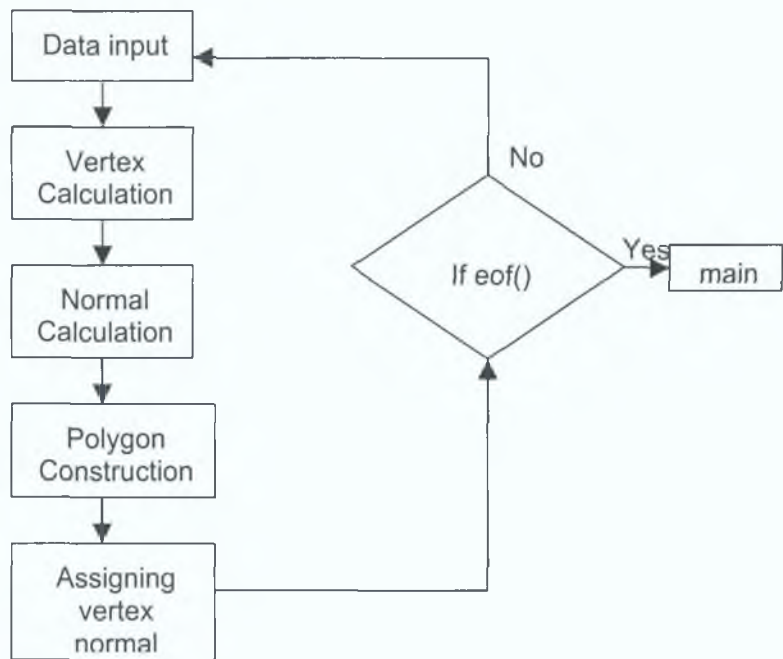 Data input
Vertex
Calculation
Normal
Calculation
Polygon
Construction
Assigning
vertex
normal
No
If eof()
Yes
main